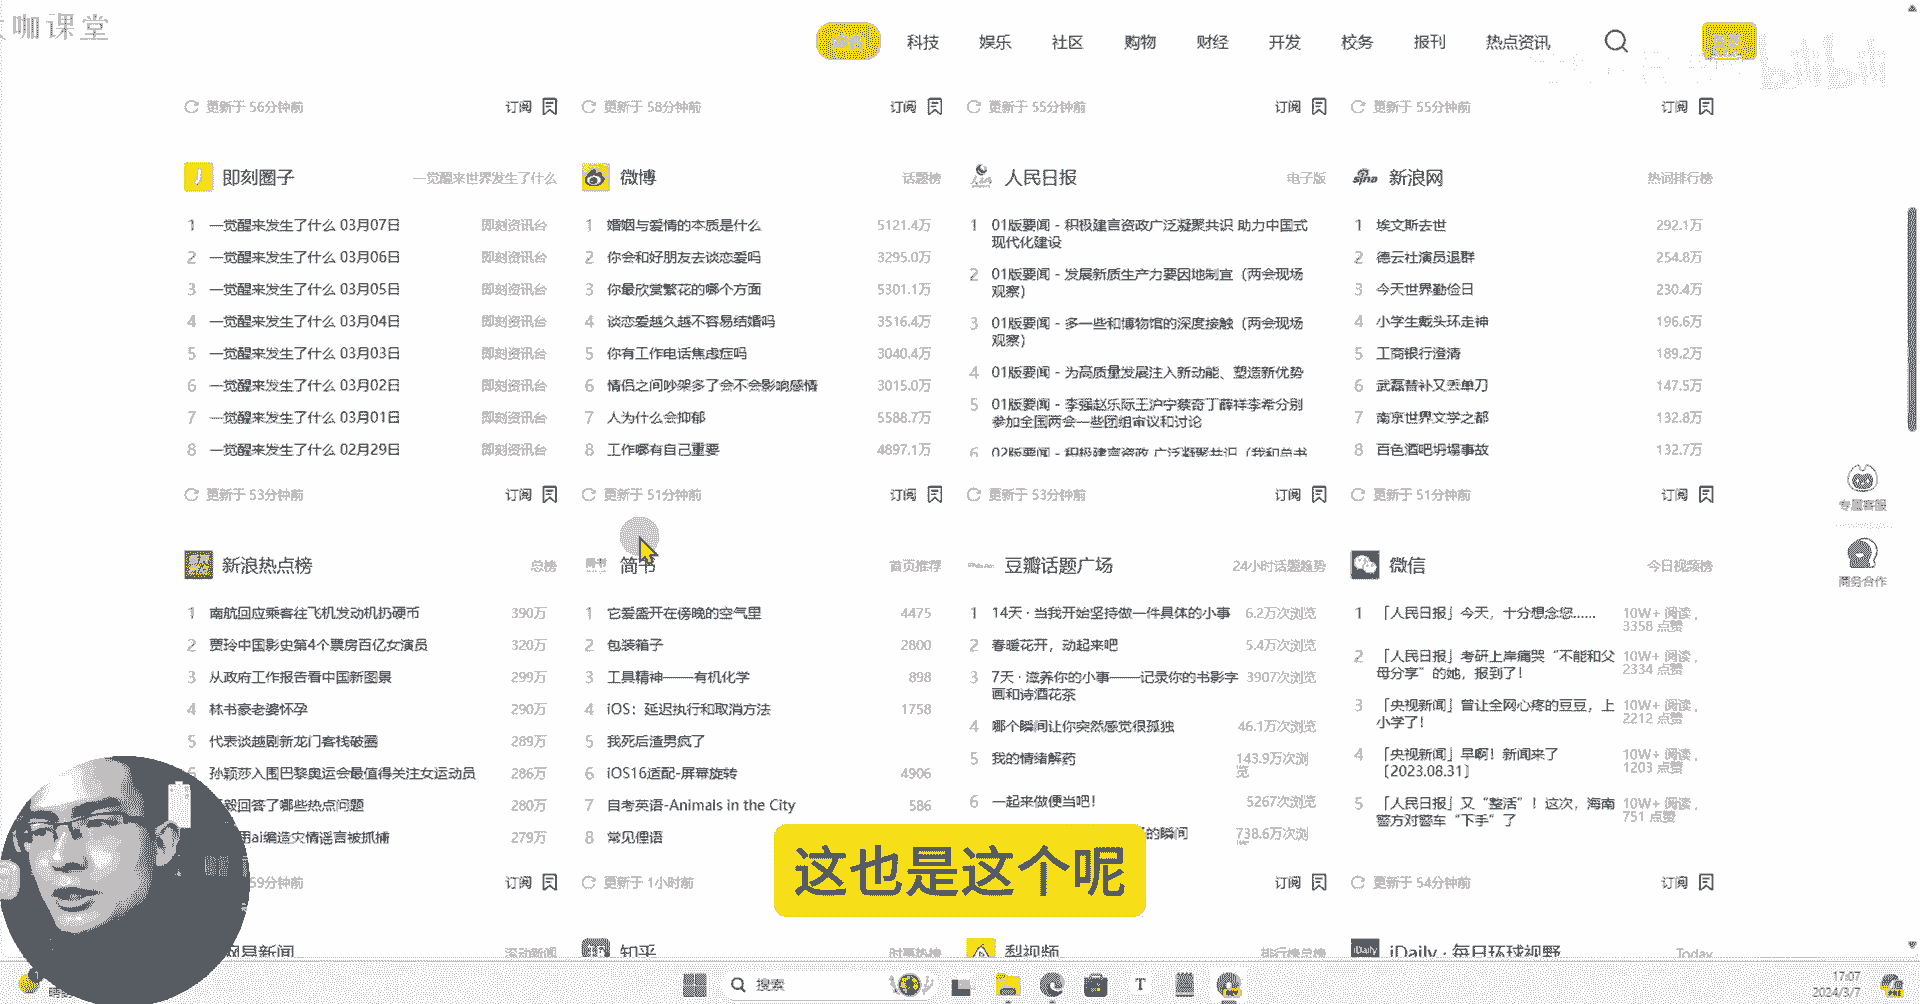 咖课堂
科技 娱乐 社区 购物 财经 开发 校务 报刊 热点资讯
bilibili
更新于 56分钟前 订阅
更新于 58分钟前 订阅
更新于 55分钟前 订阅
更新于 55分钟前 订阅
即刻圈子 一觉醒来世界发生了什么
1 一觉醒来发生了什么 03月07日 即刻资讯台
2 一觉醒来发生了什么 03月06日 即刻资讯台
3 一觉醒来发生了什么 03月05日 即刻资讯台
4 一觉醒来发生了什么 03月04日 即刻资讯台
5 一觉醒来发生了什么 03月03日 即刻资讯台
6 一觉醒来发生了什么 03月02日 即刻资讯台
7 一觉醒来发生了什么 03月01日 即刻资讯台
8 一觉醒来发生了什么 02月29日 即刻资讯台
更新于 53分钟前 订阅
微博 话题榜
1 婚姻与爱情的本质是什么 5121.4万
2 你会和好朋友去谈恋爱吗 3295.0万
3 你最欣赏繁花的哪个方面 5301.1万
4 谈恋爱越久越不容易结婚吗 3516.4万
5 你有工作电话焦虑症吗 3040.4万
6 情侣之间吵架多了会不会影响感情 3015.0万
7 人为什么会抑郁 5588.7万
8 工作哪有自己重要 4897.1万
更新于 51分钟前 订阅
人民日报 电子版
1 01版要闻 - 积极建言资政广泛凝聚共识 助力中国式
现代化建设
2 01版要闻 - 发展新质生产力要因地制宜（两会现场
观察）
3 01版要闻 - 多一些和博物馆的深度接触（两会现场
观察）
4 01版要闻 - 为高质量发展注入新动能、塑造新优势
5 01版要闻 - 李强赵乐际王沪宁蔡奇丁薛祥李希分别
参加全国两会一些团组审议和讨论
6 02版要闻 - 积极建言资政 广泛凝聚共识（我和总书
更新于 53分钟前 订阅
sina 新浪网 热词排行榜
1 埃文斯去世 292.1万
2 德云社演员退群 254.8万
3 今天世界勤俭日 230.4万
4 小学生戴头环走神 196.6万
5 工商银行澄清 189.2万
6 武磊替补又丢单刀 147.5万
7 南京世界文学之都 132.8万
8 百色酒吧坍塌事故 132.7万
更新于 51分钟前 订阅
专属客服
商务合作
新浪热点榜 总榜
1 南航回应乘客往飞机发动机扔硬币 390万
2 贾玲中国影史第4个票房百亿女演员 320万
3 从政府工作报告看中国新图景 299万
4 林书豪老婆怀孕 290万
5 代表谈越剧新龙门客栈破圈 289万
孙颖莎入围巴黎奥运会最值得关注女运动员 286万
毅回答了哪些热点问题 280万
用ai编造灾情谣言被抓捕 279万
59分钟前 订阅
简书 首页推荐
1 它爱盛开在傍晚的空气里 4475
2 包装箱子 2800
3 工具精神——有机化学 898
4 iOS：延迟执行和取消方法 1758
5 我死后渣男疯了
6 iOS16适配-屏幕旋转 4906
7 自考英语-Animals in the City 586
8 常见俚语
更新于 1小时前
豆瓣话题广场 24小时话题趋势
1 14天 · 当我开始坚持做一件具体的小事 6.2万次浏览
2 春暖花开，动起来吧 5.4万次浏览
3 7天 · 滋养你的小事——记录你的书影字 3907次浏览
画和诗酒花茶
4 哪个瞬间让你突然感觉很孤独 46.1万次浏览
5 我的情绪解药 143.9万次浏
览
6 一起来做便当吧！ 5267次浏览
的瞬间 738.6万次浏
订阅
微信 今日视频榜
1 「人民日报」今天，十分想念您…… 10W+ 阅读，
3358 点赞
2 「人民日报」考研上岸痛哭“不能和父 10W+ 阅读，
母分享”的她，报到了！ 2334 点赞
3 「央视新闻」曾让全网心疼的豆豆，上 10W+ 阅读，
小学了！ 2212 点赞
4 「央视新闻」早啊！新闻来了 10W+ 阅读，
〔2023.08.31〕 1203 点赞
5 「人民日报」又“整活”！这次，海南 10W+ 阅读，
警方对警车“下手”了 751 点赞
更新于 54分钟前 订阅
这也是这个呢
网易新闻 滚动新闻
知乎 时事热榜
梨视频 排行榜总榜
iDaily · 每日环球视野 Today
搜索
17:07
2024/3/7